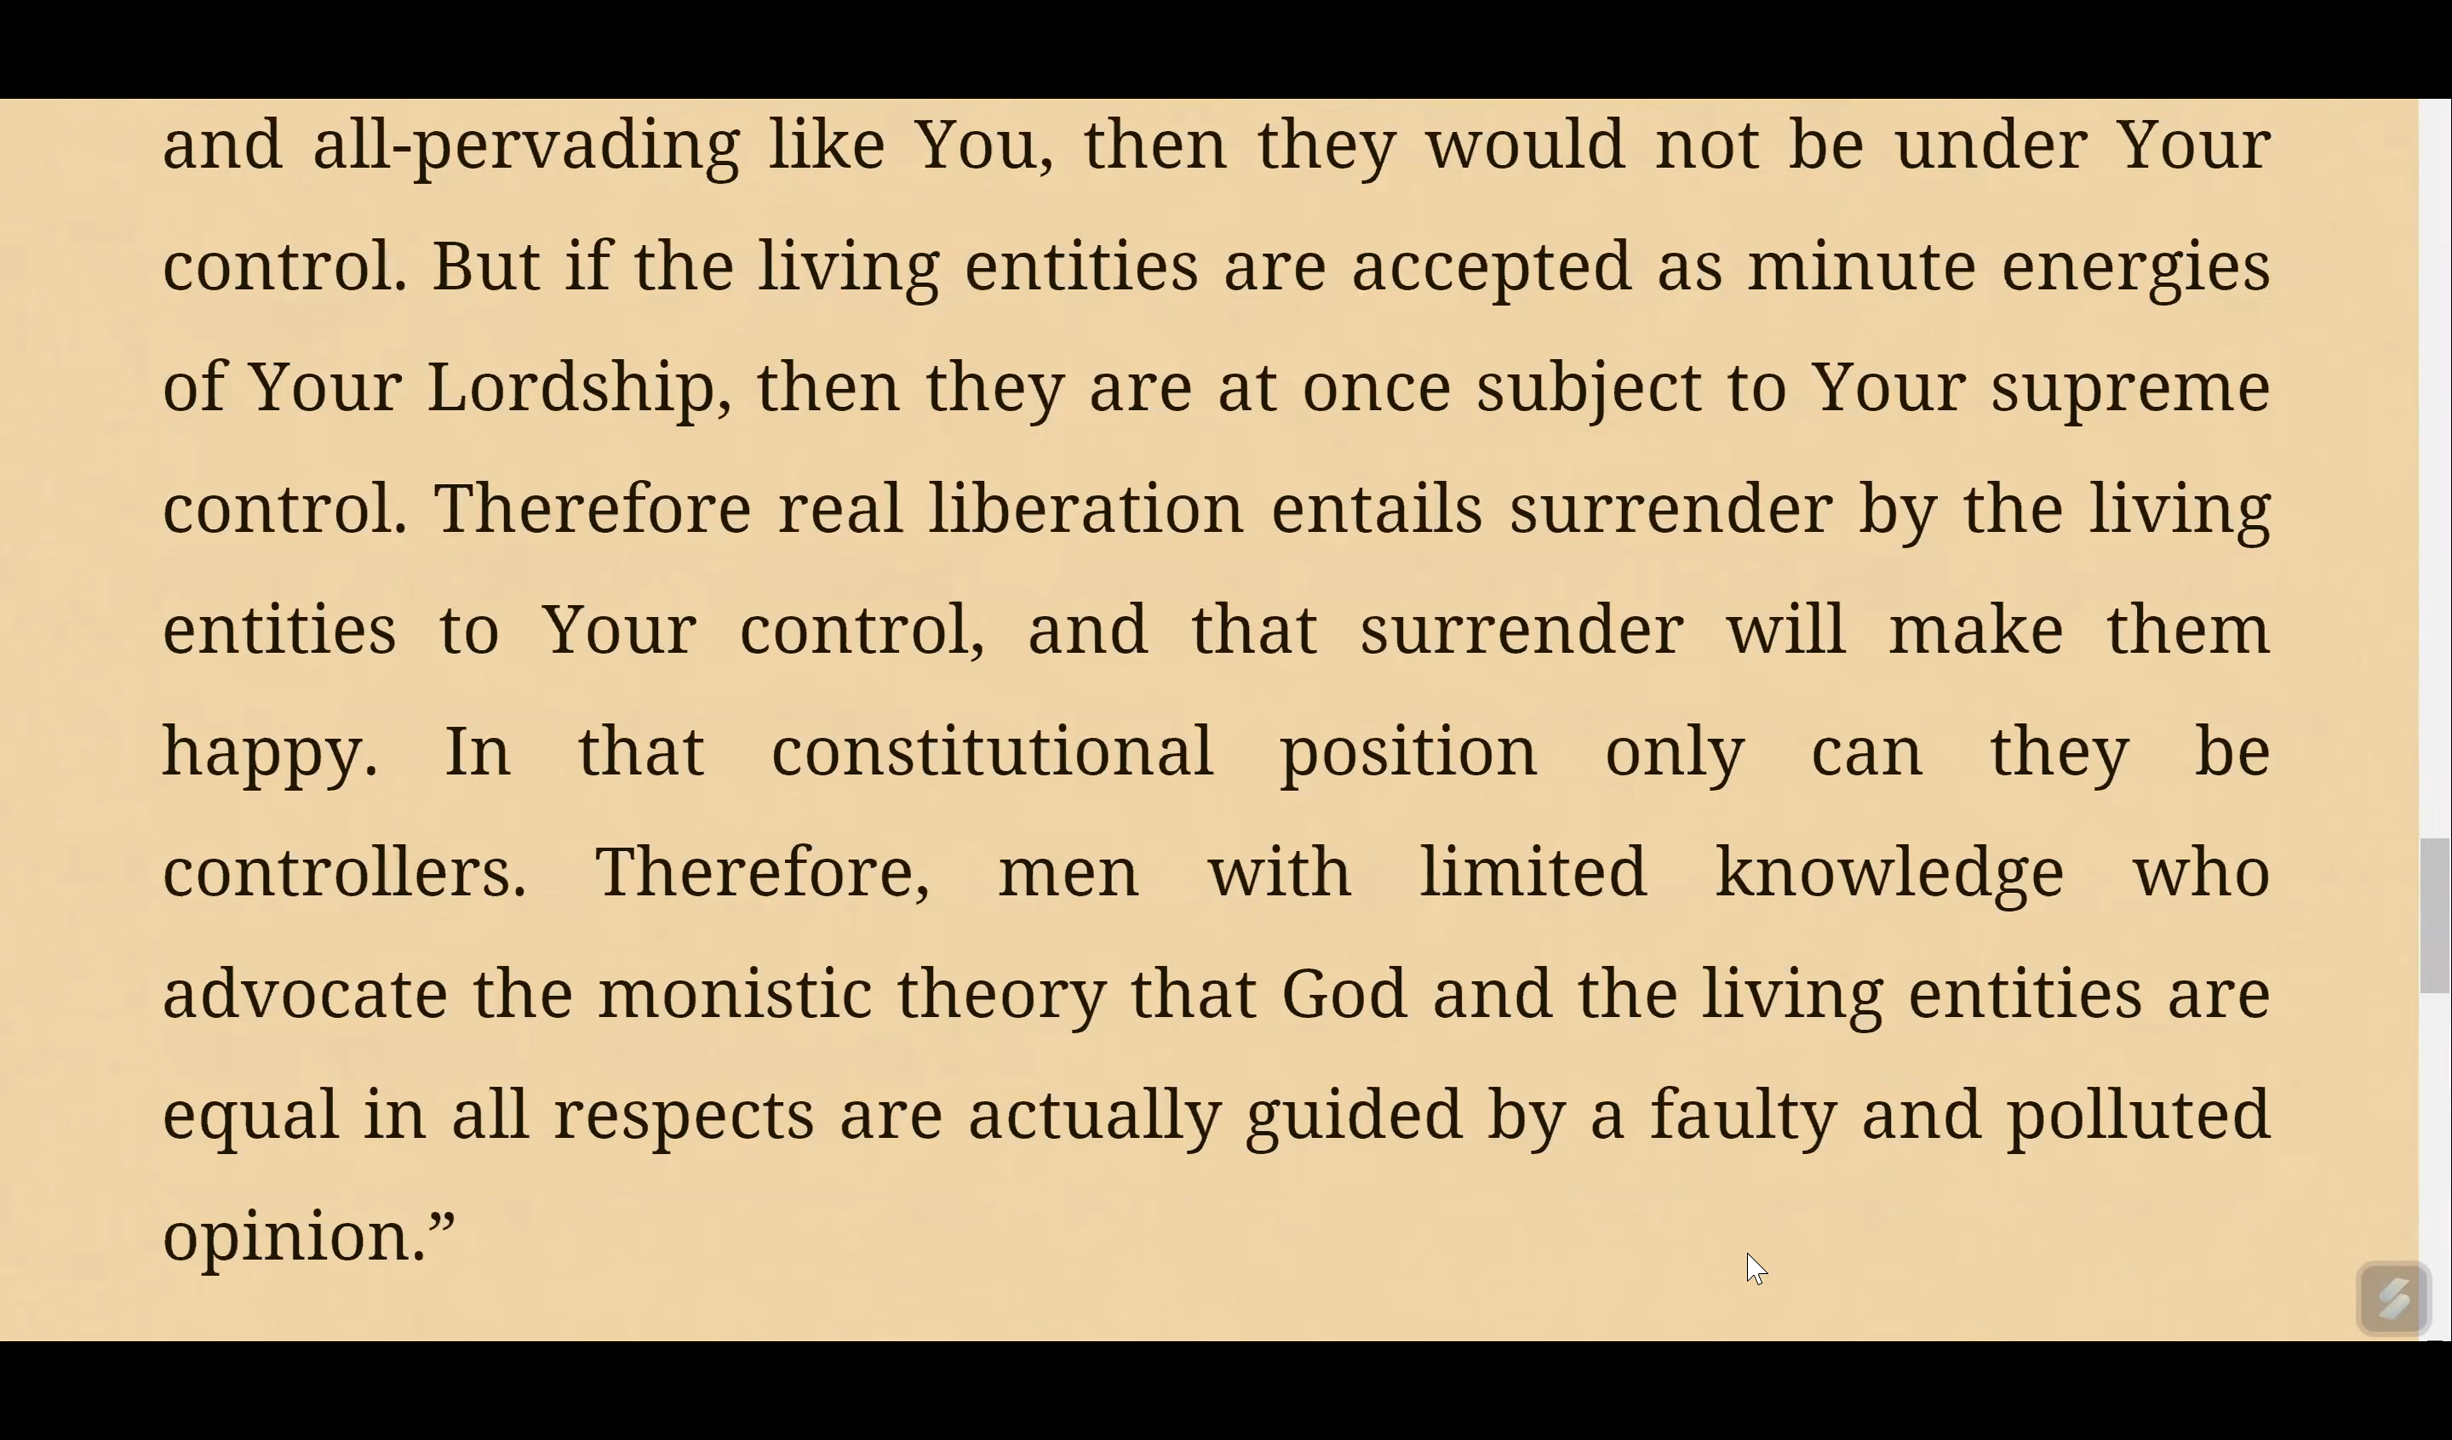 and all-pervading like You, then they would not be under Your
control. But if the living entities are accepted as minute energies
of Your Lordship, then they are at once subject to Your supreme
control. Therefore real liberation entails surrender by the living
entities to Your control, and that surrender will make them
happy. In that constitutional position only can they be
controllers. Therefore, men with limited knowledge who
advocate the monistic theory that God and the living entities are
equal in all respects are actually guided by a faulty and polluted
opinion.”